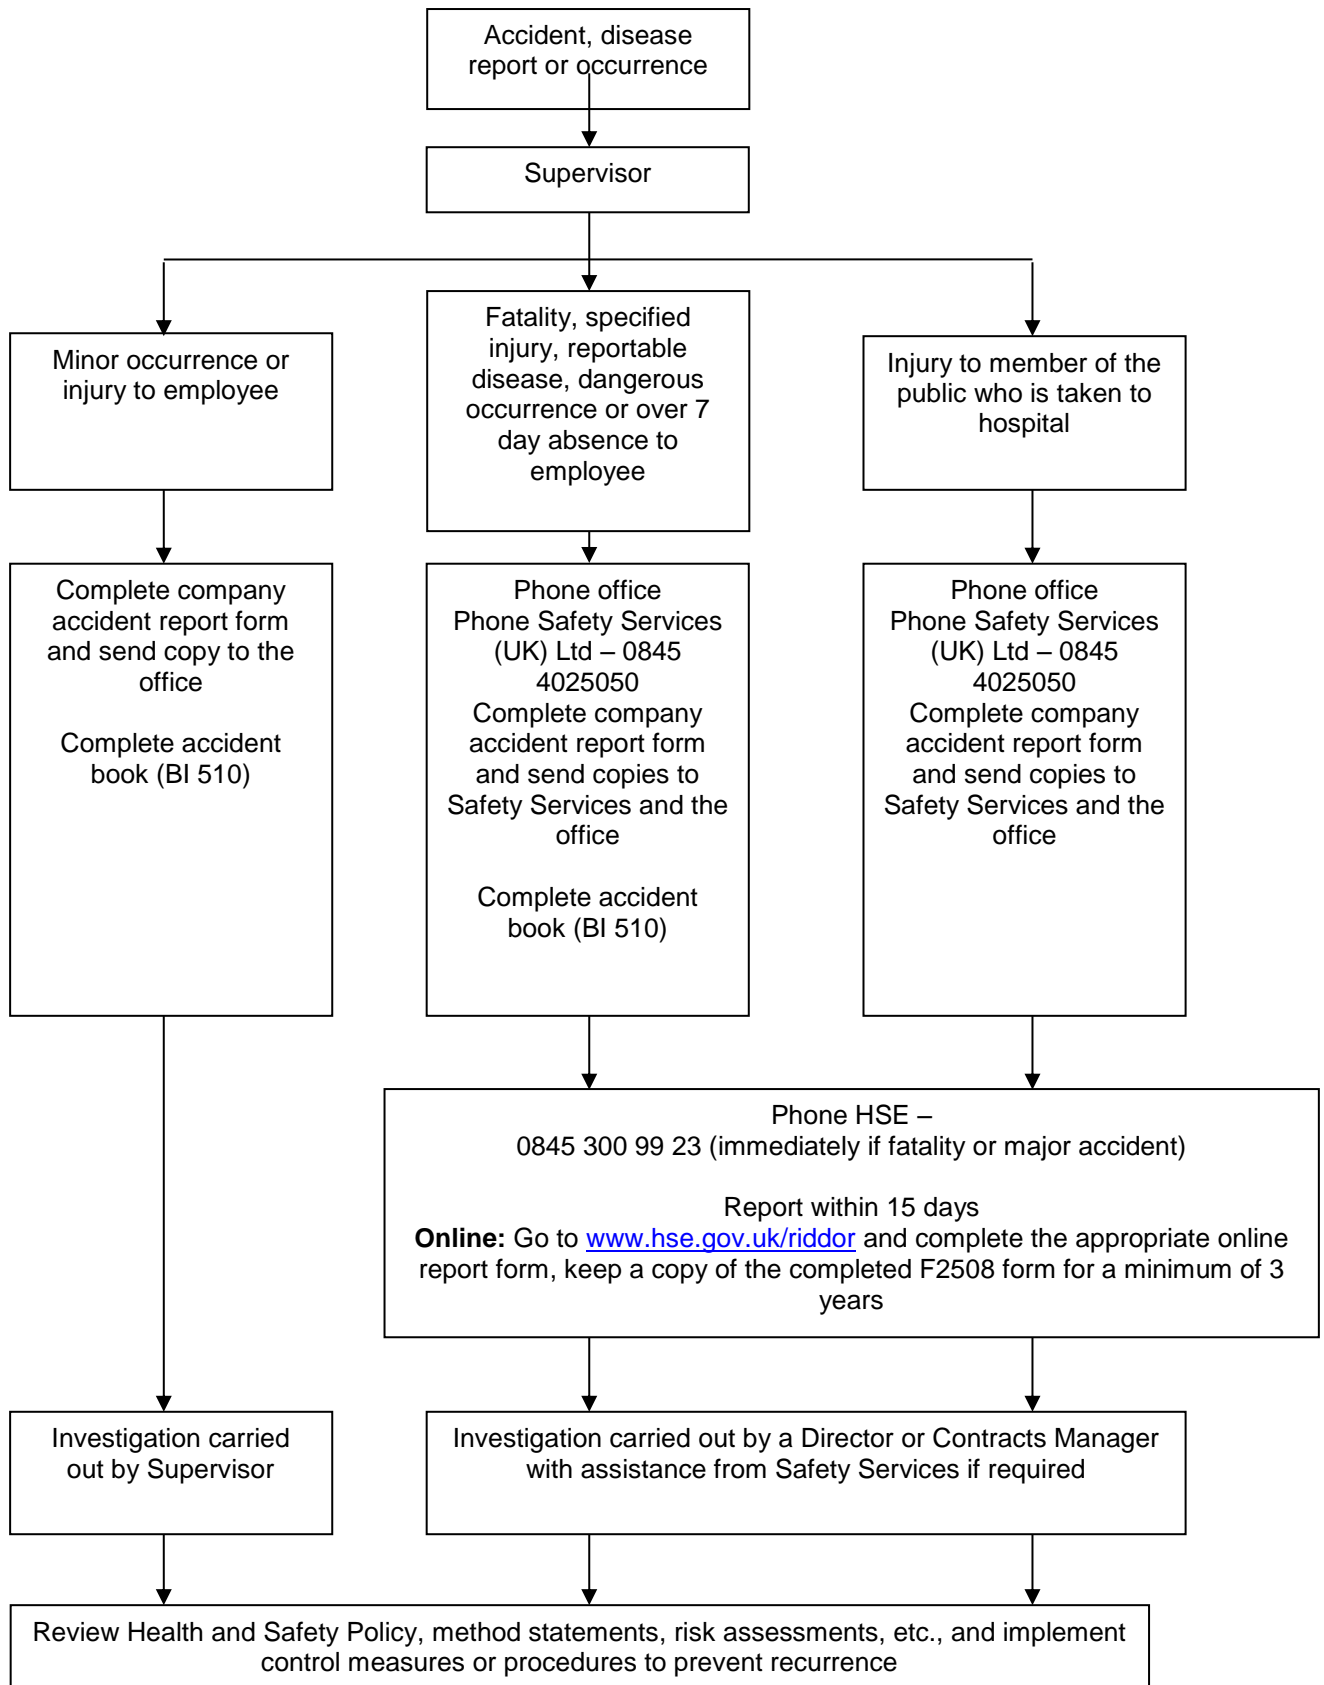 Accident, disease
report or occurrence
Supervisor
Minor occurrence or
injury to employee
Fatality, specified
injury, reportable
disease, dangerous
occurrence or over 7
day absence to
employee
Injury to member of the
public who is taken to
hospital
Complete company
accident report form
and send copy to the
office
Complete accident
book (BI 510)
Phone office
Phone Safety Services
(UK) Ltd – 0845
4025050
Complete company
accident report form
and send copies to
Safety Services and the
office
Complete accident
book (BI 510)
Phone office
Phone Safety Services
(UK) Ltd – 0845
4025050
Complete company
accident report form
and send copies to
Safety Services and the
office
Phone HSE –
0845 300 99 23 (immediately if fatality or major accident)
Report within 15 days
Online: Go to www.hse.gov.uk/riddor and complete the appropriate online
report form, keep a copy of the completed F2508 form for a minimum of 3
years
Investigation carried
out by Supervisor
Investigation carried out by a Director or Contracts Manager
with assistance from Safety Services if required
Review Health and Safety Policy, method statements, risk assessments, etc., and implement
control measures or procedures to prevent recurrence